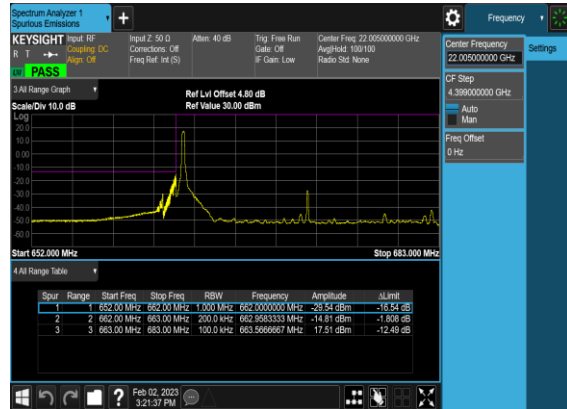 Spectrum Analyzer 1
Spurious Emissions
Frequency
KEYSIGHT
R T
PASS
Input: RF
Coupling: DC
Align: Off
Input Z: 50 Ω
Corrections: Off
Freq Ref: Int (S)
Atten: 40 dB
Trig: Free Run
Gate: Off
IF Gain: Low
Center Freq: 22.005000000 GHz
Avg|Hold: 100/100
Radio Std: None
Center Frequency
22.005000000 GHz
Settings
CF Step
4.399000000 GHz
Auto
Man
Freq Offset
0 Hz
3 All Range Graph
Scale/Div 10.0 dB
Ref Lvl Offset 4.80 dB
Ref Value 30.00 dBm
Log
20.0
10.0
0.00
-10.0
-20.0
-30.0
-40.0
-50.0
-60.0
Start 652.000 MHz
Stop 683.000 MHz
4 All Range Table
Spur Range Start Freq Stop Freq RBW Frequency Amplitude ΔLimit
1 1 652.00 MHz 662.00 MHz 1.000 MHz 662.0000000 MHz -29.54 dBm -16.54 dB
2 2 662.00 MHz 663.00 MHz 200.0 kHz 662.9583333 MHz -14.81 dBm -1.808 dB
3 3 663.00 MHz 683.00 MHz 100.0 kHz 663.5666667 MHz 17.51 dBm -12.49 dB
?
Feb 02, 2023
3:21:37 PM